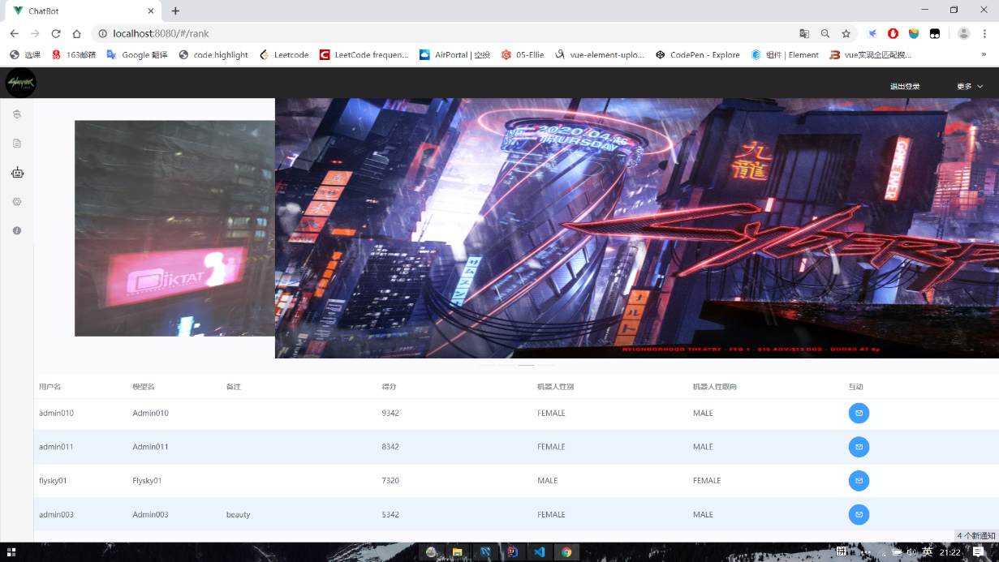 ChatBot
localhost:8080/#/rank
选课
163邮箱
Google 翻译
code highlight
Leetcode
LeetCode frequen...
AirPortal | 空投
05-Ellie
vue-element-uplo...
CodePen - Explore
组件 | Element
vue实现全匹配搜...
»
退出登录
更多
2020.04.16
THURSDAY
九龍
GAME OVER
DiKTAT
ナルト
NEIGHBORHOOD THEATRE - FEB 1 - $15 ADV/$13 DOS - DOORS AT 8p
用户名 模型名 备注 得分 机器人性别 机器人性取向 互动
admin010 Admin010 9342 FEMALE MALE
admin011 Admin011 8342 FEMALE MALE
flysky01 Flysky01 7320 MALE FEMALE
admin003 Admin003 beauty 5342 FEMALE MALE
4 个新通知
拼
英
21:22